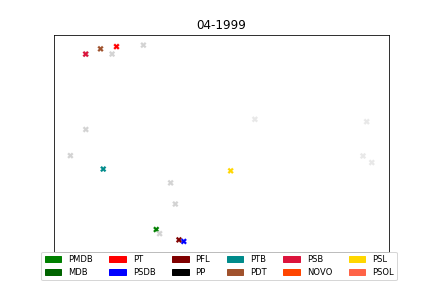 04-1999
PMDB PT PFL PTB PSB PSL
MDB PSDB PP PDT NOVO PSOL